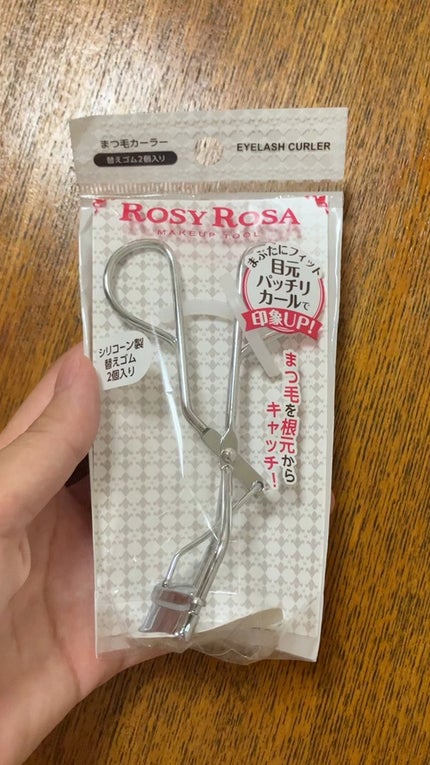 まつ毛カーラー
替えゴム2個入り
EYELASH CURLER
ROSY ROSA
MAKEUP TOOL
まぶたにフィット
目元
パッチリ
カールで
印象UP!
シリコーン製
替えゴム
2個入り
まつ毛を根元から
キャッチ!